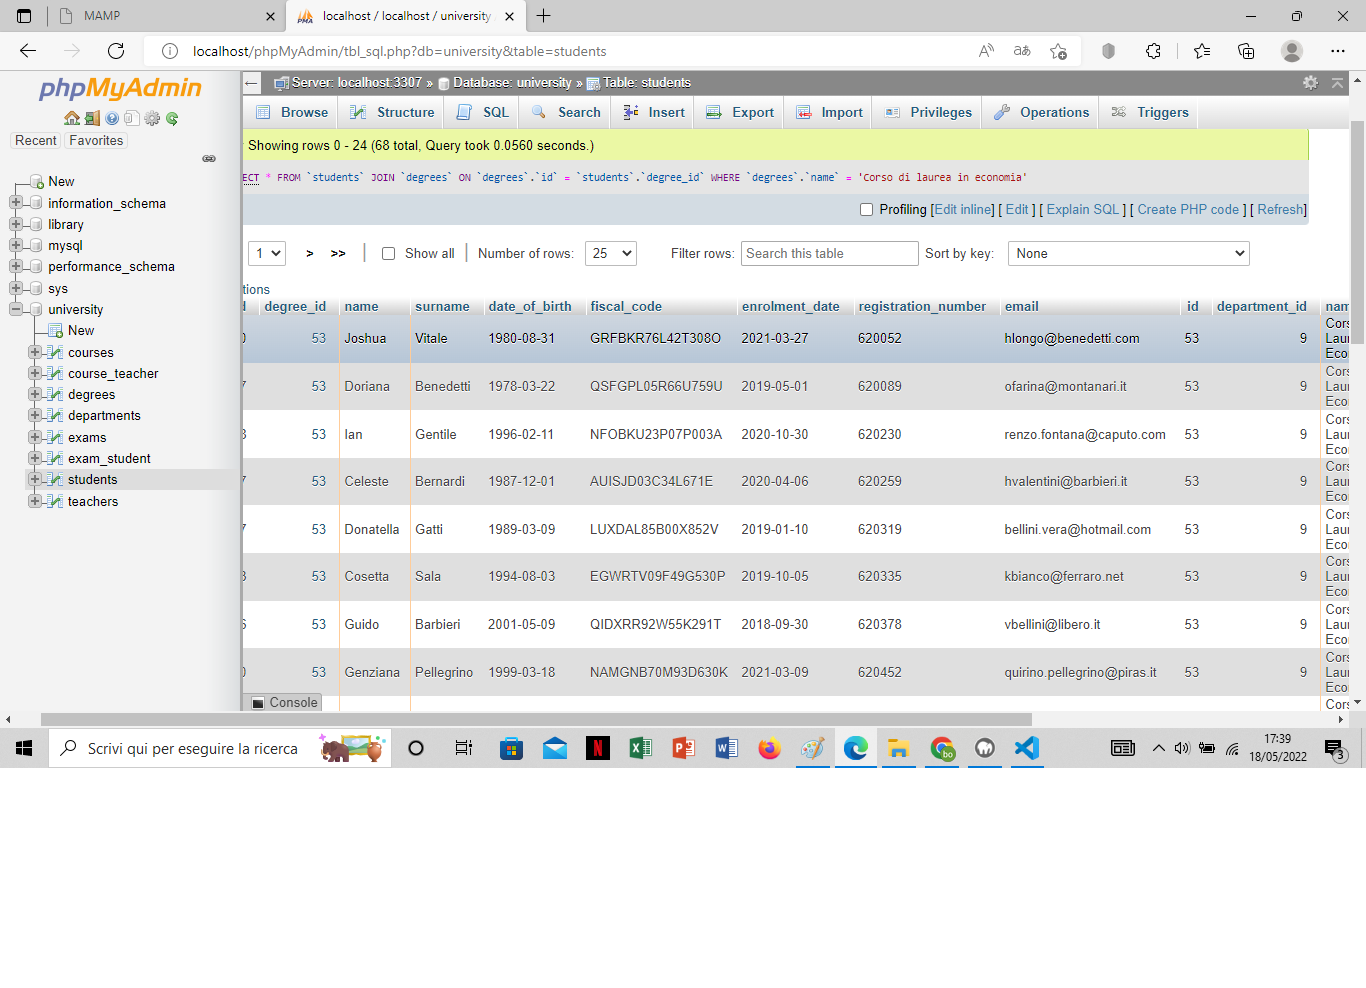 MAMP
localhost / localhost / university
localhost/phpMyAdmin/tbl_sql.php?db=university&table=students
phpMyAdmin
Recent Favorites
New
information_schema
library
mysql
performance_schema
sys
university
New
courses
course_teacher
degrees
departments
exams
exam_student
students
teachers
Server: localhost:3307 » Database: university » Table: students
Browse Structure SQL Search Insert Export Import Privileges Operations Triggers
Showing rows 0 - 24 (68 total, Query took 0.0560 seconds.)
ECT * FROM `students` JOIN `degrees` ON `degrees`.`id` = `students`.`degree_id` WHERE `degrees`.`name` = 'Corso di laurea in economia'
Profiling [Edit inline] [ Edit ] [ Explain SQL ] [ Create PHP code ] [ Refresh]
1 > >> Show all Number of rows: 25 Filter rows: Search this table Sort by key: None
tions
d degree_id name surname date_of_birth fiscal_code enrolment_date registration_number email id department_id nam
0 53 Joshua Vitale 1980-08-31 GRFBKR76L42T308O 2021-03-27 620052 hlongo@benedetti.com 53 9 Cors
Lau
Eco
7 53 Doriana Benedetti 1978-03-22 QSFGPL05R66U759U 2019-05-01 620089 ofarina@montanari.it 53 9 Cors
Lau
Eco
3 53 Ian Gentile 1996-02-11 NFOBKU23P07P003A 2020-10-30 620230 renzo.fontana@caputo.com 53 9 Cors
Lau
Eco
7 53 Celeste Bernardi 1987-12-01 AUISJD03C34L671E 2020-04-06 620259 hvalentini@barbieri.it 53 9 Cors
Lau
Eco
7 53 Donatella Gatti 1989-03-09 LUXDAL85B00X852V 2019-01-10 620319 bellini.vera@hotmail.com 53 9 Cors
Lau
Eco
3 53 Cosetta Sala 1994-08-03 EGWRTV09F49G530P 2019-10-05 620335 kbianco@ferraro.net 53 9 Cors
Lau
Eco
6 53 Guido Barbieri 2001-05-09 QIDXRR92W55K291T 2018-09-30 620378 vbellini@libero.it 53 9 Cors
Lau
Eco
0 53 Genziana Pellegrino 1999-03-18 NAMGNB70M93D630K 2021-03-09 620452 quirino.pellegrino@piras.it 53 9 Cors
Lau
Eco
Cors
Console
Scrivi qui per eseguire la ricerca
17:39
18/05/2022
3